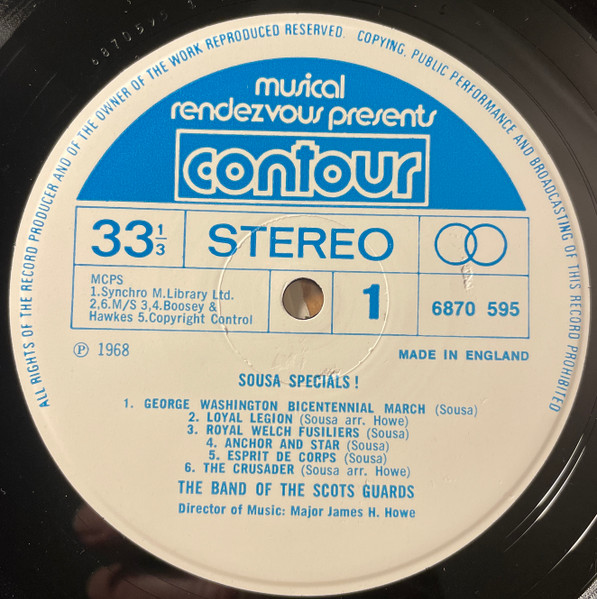 6870595 1
ALL RIGHTS OF THE RECORD PRODUCER AND OF THE OWNER OF THE WORK REPRODUCED RESERVED. COPYING, PUBLIC PERFORMANCE AND BROADCASTING OF THIS RECORD PROHIBITED
musical
rendezvous presents
contour
33 1/3
STEREO
MCPS
1.Synchro M.Library Ltd.
2,6.M/S 3,4.Boosey &
Hawkes 5.Copyright Control
1
6870 595
Ⓟ 1968
MADE IN ENGLAND
SOUSA SPECIALS !
1. GEORGE WASHINGTON BICENTENNIAL MARCH (Sousa)
2. LOYAL LEGION (Sousa arr. Howe)
3. ROYAL WELCH FUSILIERS (Sousa)
4. ANCHOR AND STAR (Sousa)
5. ESPRIT DE CORPS (Sousa)
6. THE CRUSADER (Sousa arr. Howe)
THE BAND OF THE SCOTS GUARDS
Director of Music: Major James H. Howe